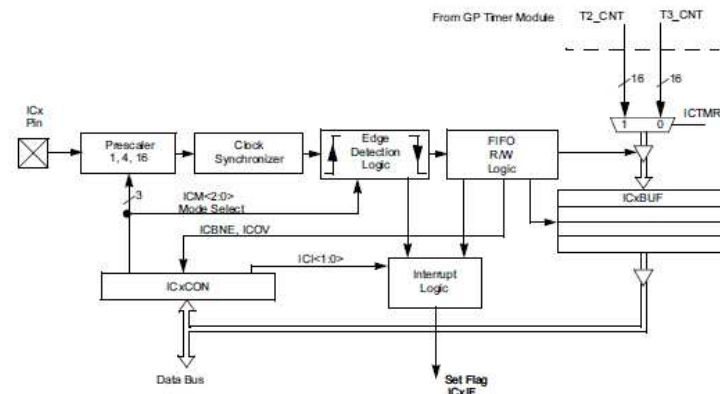 From GP Timer Module
T2_CNT
T3_CNT
16
16
ICTMR
1
0
ICx
Pin
Prescaler
1, 4, 16
Clock
Synchronizer
Edge
Detection
Logic
FIFO
R/W
Logic
3
ICM<2:0>
Mode Select
ICxBUF
ICBNE, ICOV
ICI<1:0>
ICxCON
Interrupt
Logic
Data Bus
Set Flag
ICxIF